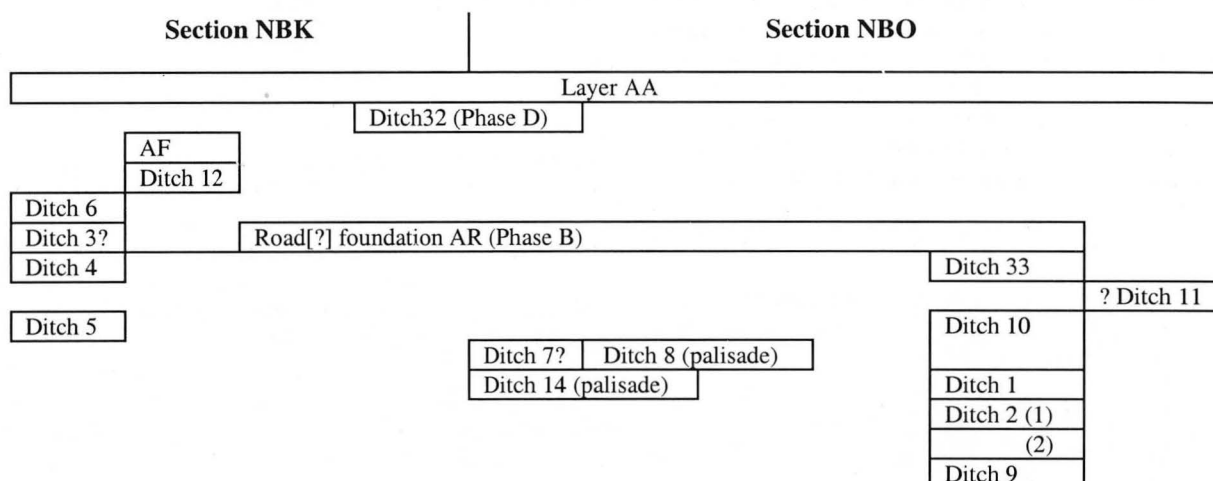 Section NBK Section NBO
Layer AA
Ditch32 (Phase D)
AF
Ditch 12
Ditch 6
Ditch 3? Road[?] foundation AR (Phase B)
Ditch 4 Ditch 33
? Ditch 11
Ditch 5 Ditch 10
Ditch 7? Ditch 8 (palisade)
Ditch 14 (palisade) Ditch 1
Ditch 2 (1)
(2)
Ditch 9